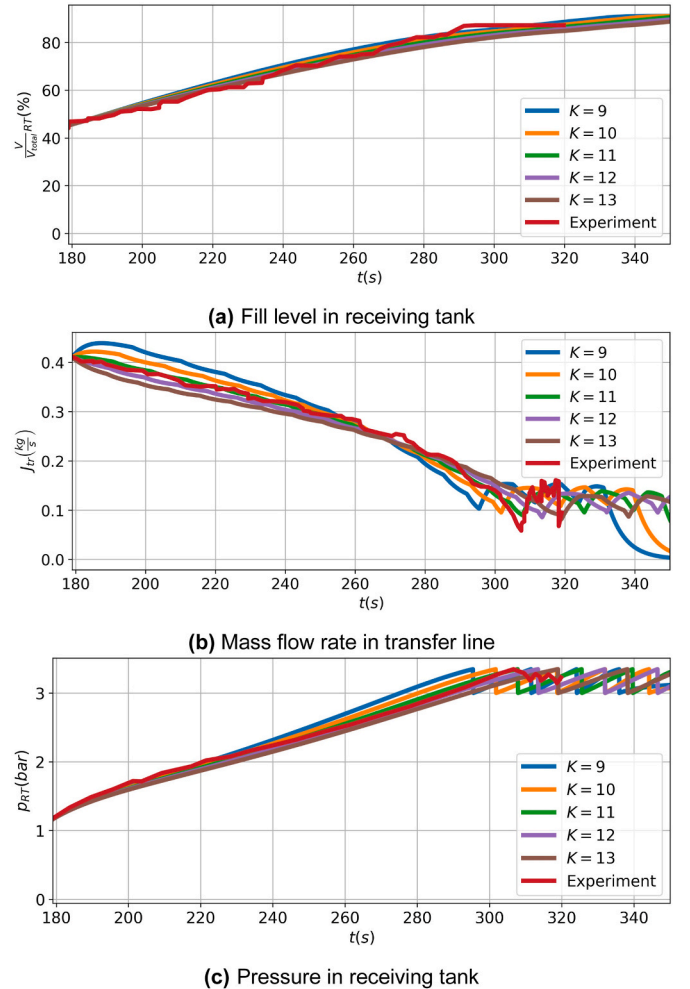 80
60
40
20
0
V/V_total RT (%)
K = 9
K = 10
K = 11
K = 12
K = 13
Experiment
180 200 220 240 260 280 300 320 340
t(s)
(a) Fill level in receiving tank
0.4
0.3
0.2
0.1
0.0
J_tr (kg/s)
K = 9
K = 10
K = 11
K = 12
K = 13
Experiment
180 200 220 240 260 280 300 320 340
t(s)
(b) Mass flow rate in transfer line
3
2
1
0
p_RT(bar)
K = 9
K = 10
K = 11
K = 12
K = 13
Experiment
180 200 220 240 260 280 300 320 340
t(s)
(c) Pressure in receiving tank